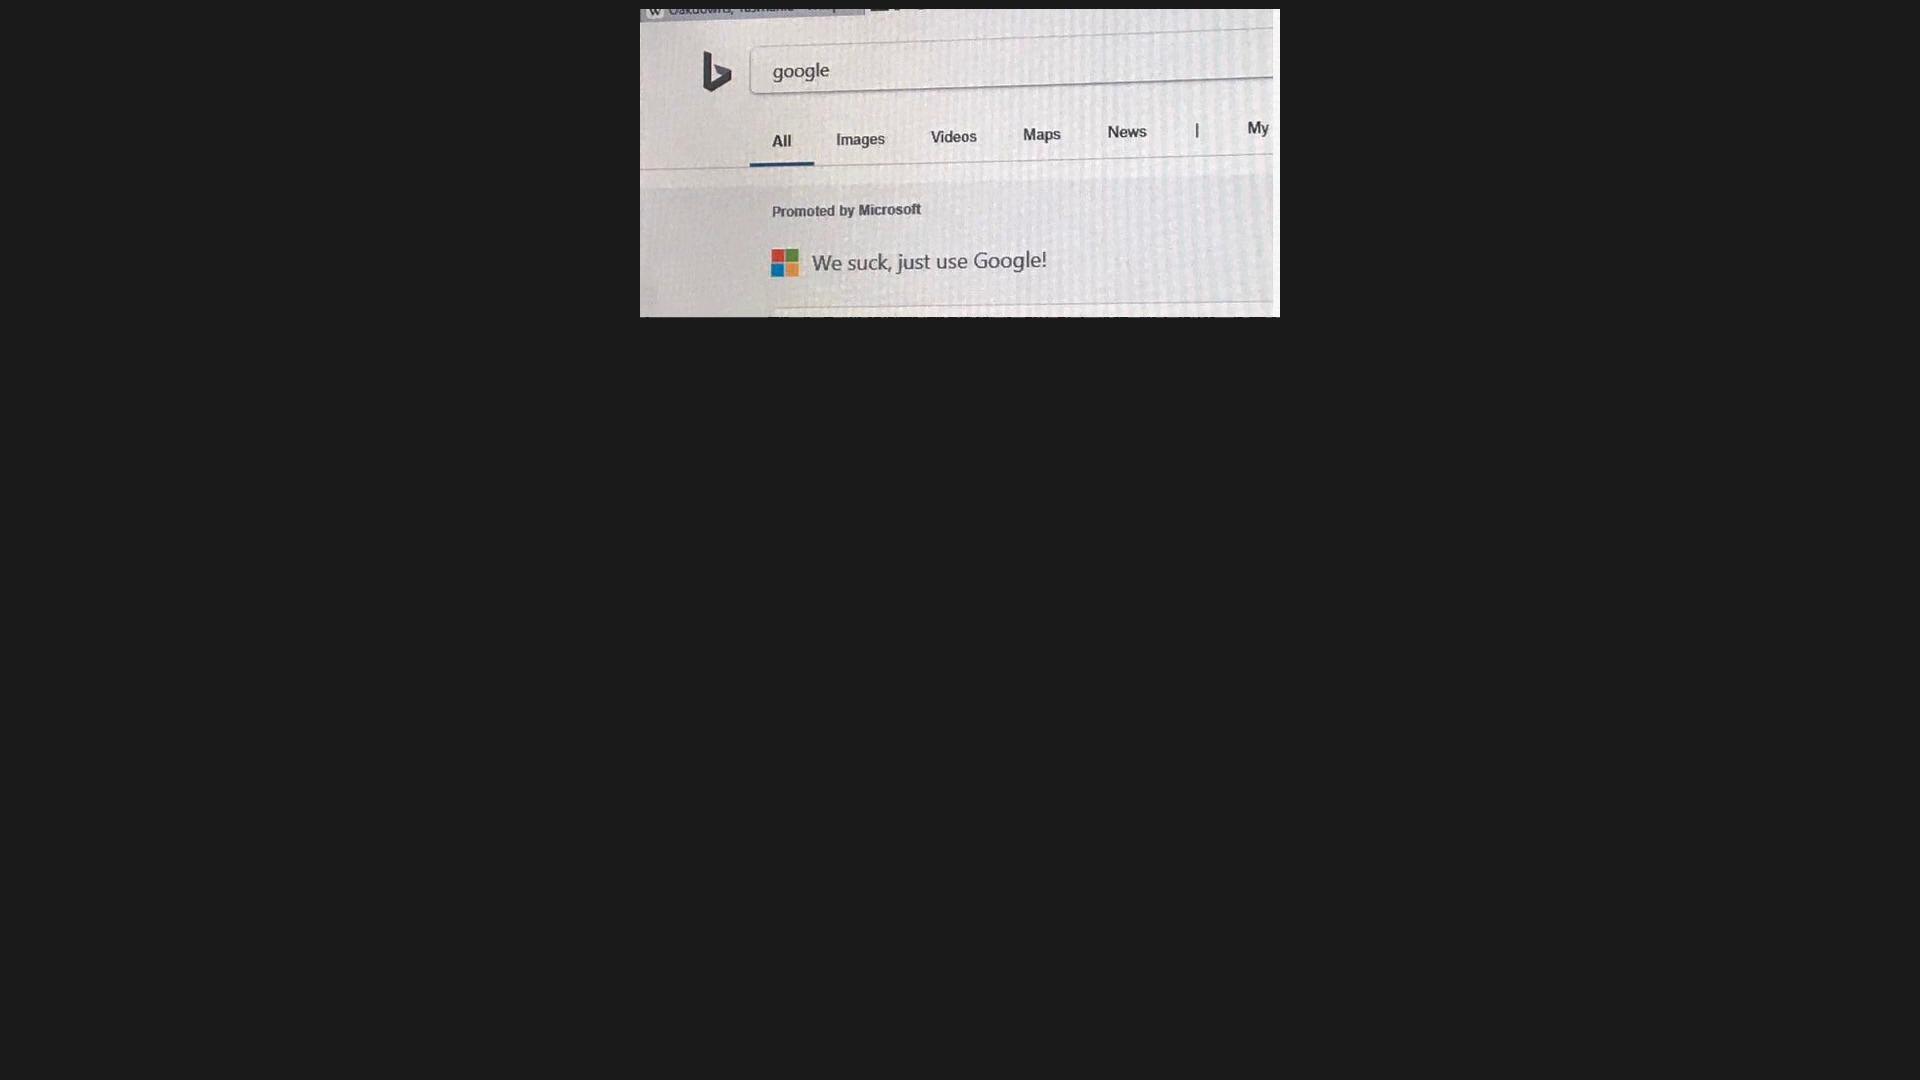 google
All Images Videos Maps News | My
Promoted by Microsoft
We suck, just use Google!